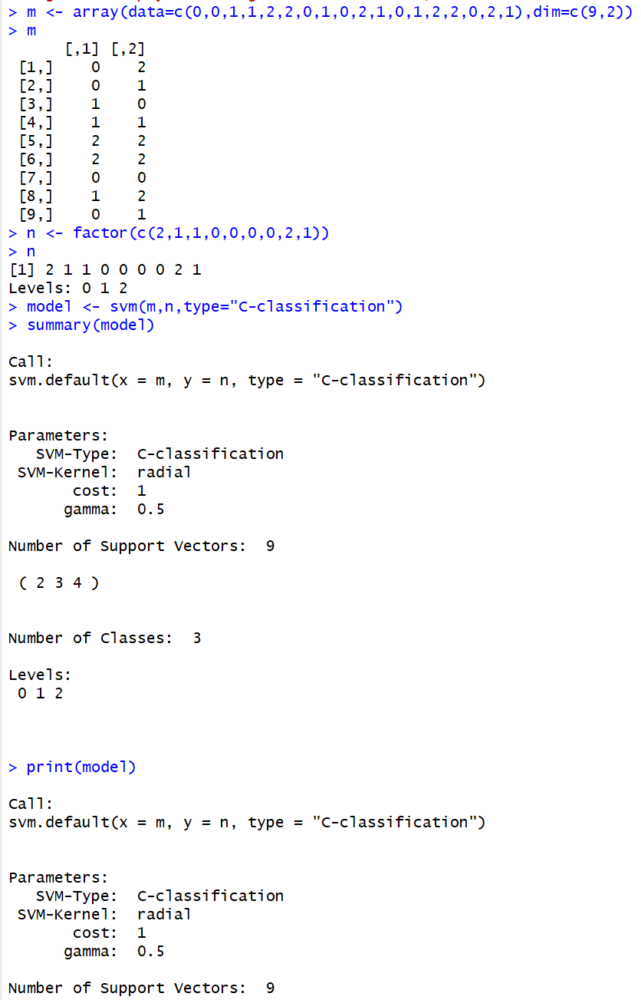 > m <- array(data=c(0,0,1,1,2,2,0,1,0,2,1,0,1,2,2,0,2,1),dim=c(9,2))
> m
      [,1] [,2]
 [1,]    0    2
 [2,]    0    1
 [3,]    1    0
 [4,]    1    1
 [5,]    2    2
 [6,]    2    2
 [7,]    0    0
 [8,]    1    2
 [9,]    0    1
> n <- factor(c(2,1,1,0,0,0,0,2,1))
> n
[1] 2 1 1 0 0 0 0 2 1
Levels: 0 1 2
> model <- svm(m,n,type="C-classification")
> summary(model)

Call:
svm.default(x = m, y = n, type = "C-classification")


Parameters:
   SVM-Type:  C-classification
 SVM-Kernel:  radial
       cost:  1
      gamma:  0.5

Number of Support Vectors:  9

 ( 2 3 4 )


Number of Classes:  3

Levels:
 0 1 2



> print(model)

Call:
svm.default(x = m, y = n, type = "C-classification")


Parameters:
   SVM-Type:  C-classification
 SVM-Kernel:  radial
       cost:  1
      gamma:  0.5

Number of Support Vectors:  9